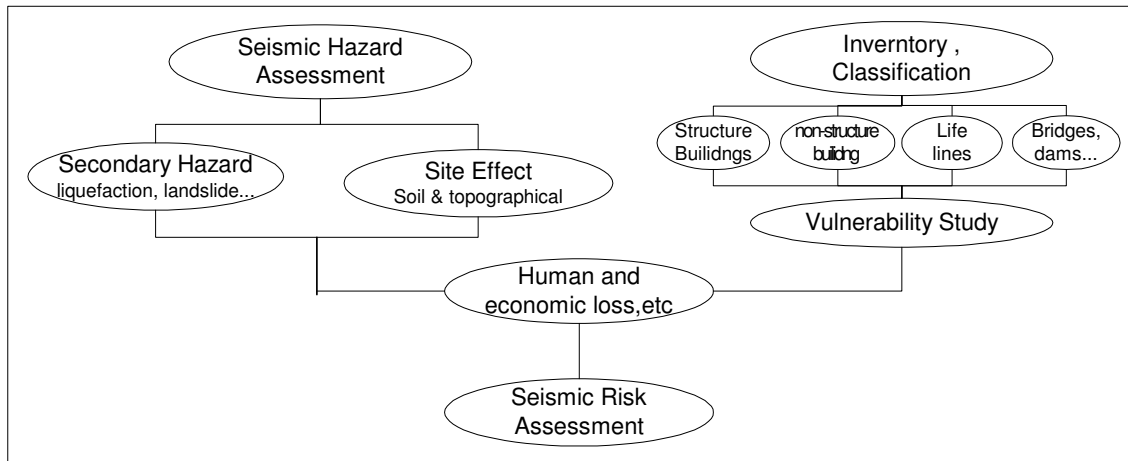 Seismic Hazard
Assessment
Inverntory ,
Classification
Structure
Builidngs
non-structure
builidng
Life
lines
Bridges,
dams...
Secondary Hazard
liquefaction, landslide...
Site Effect
Soil & topographical
Vulnerability Study
Human and
economic loss,etc
Seismic Risk
Assessment